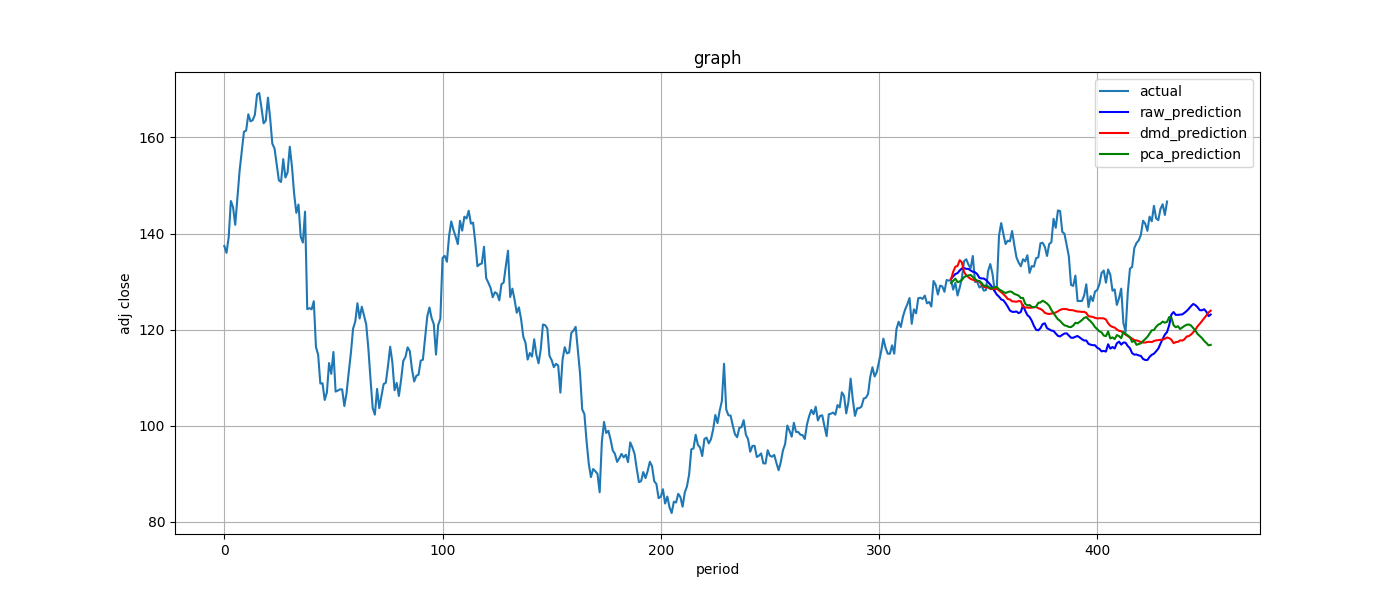 graph
actual
raw_prediction
dmd_prediction
pca_prediction
160
140
120
100
80
adj close
0 100 200 300 400
period